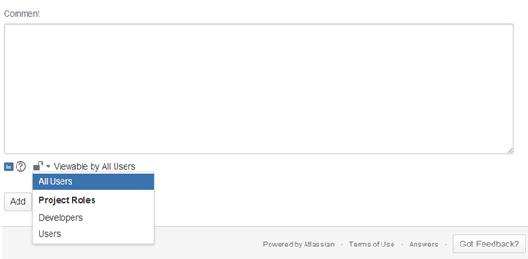 Comment
Viewable by All Users
All Users
Add
Project Roles
Developers
Users
Powered by Atlassian · Terms of Use · Answers · Got Feedback?